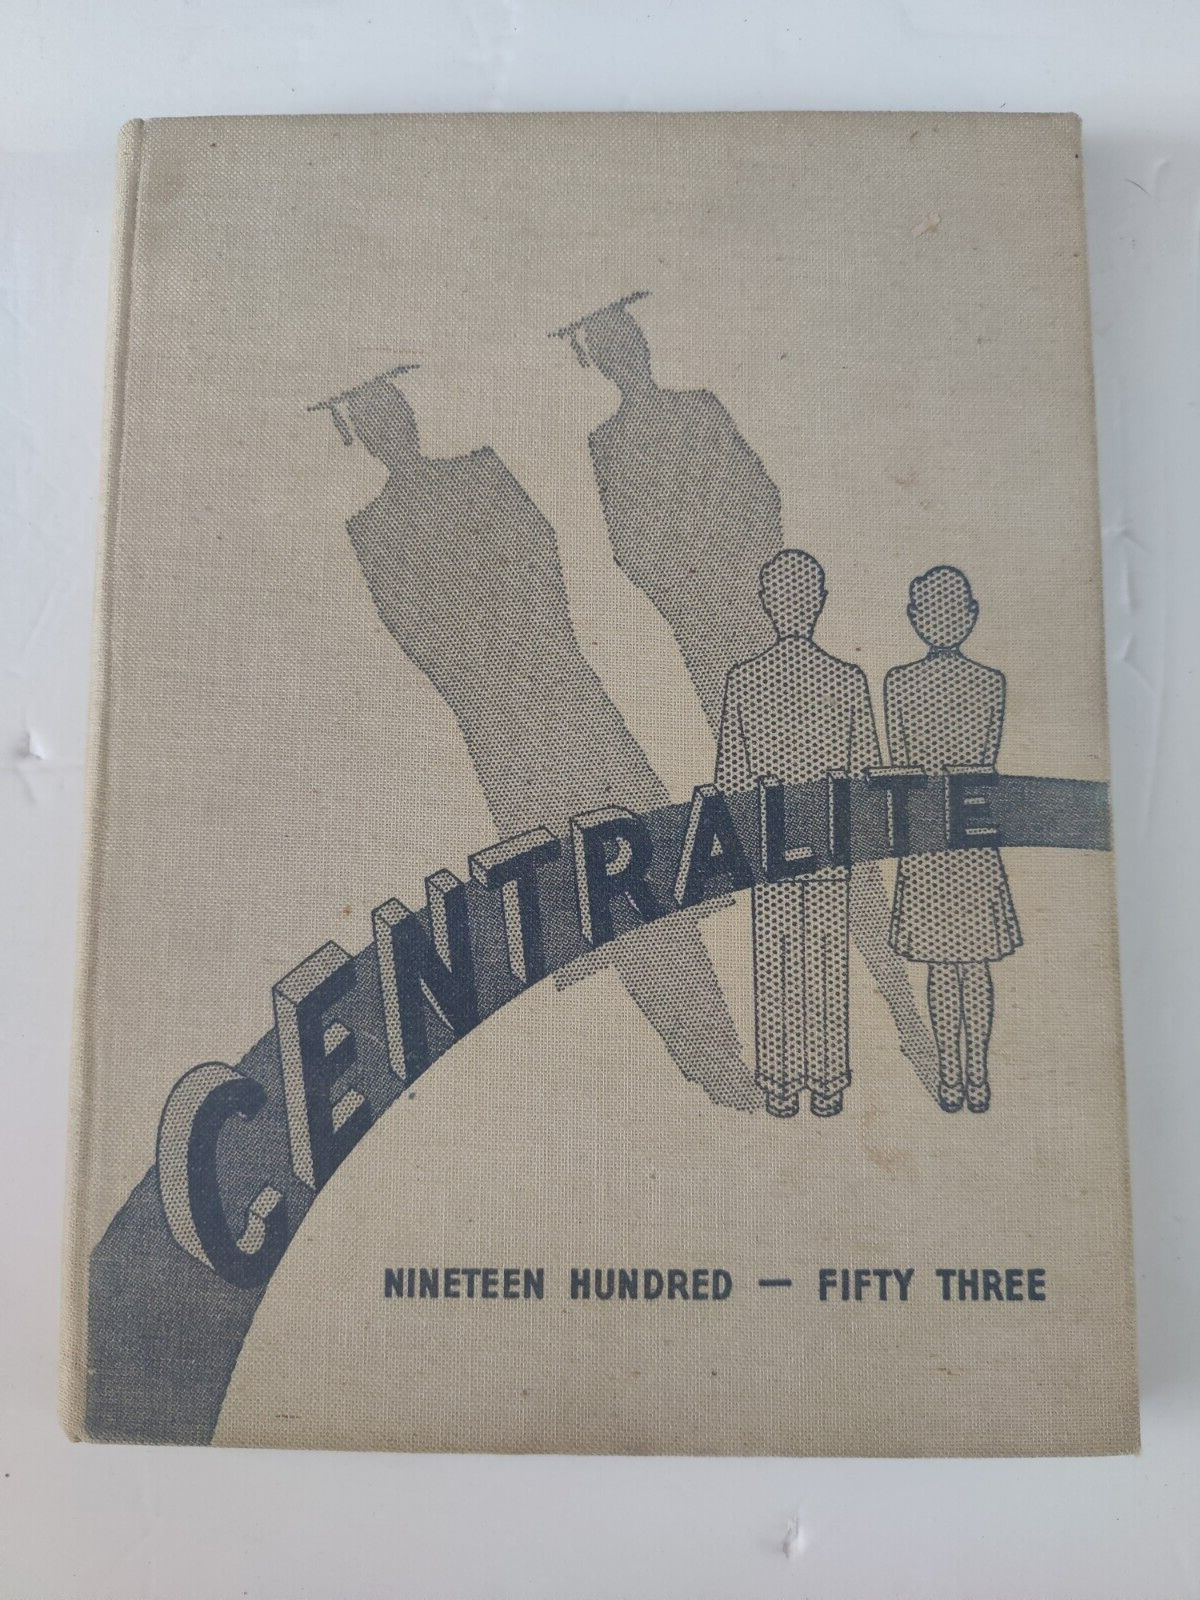 CENTRALITE
NINETEEN HUNDRED — FIFTY THREE